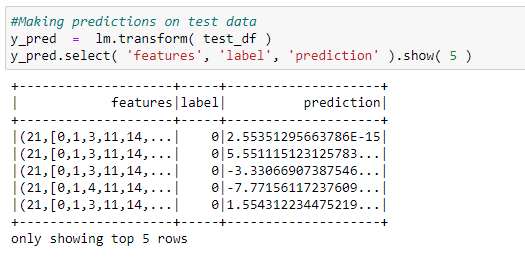 #Making predictions on test data
y_pred = lm.transform( test_df )
y_pred.select( 'features', 'label', 'prediction' ).show( 5 )
+--------------------+-----+--------------------+
|            features|label|          prediction|
+--------------------+-----+--------------------+
|(21,[0,1,3,11,14,...|    0|2.55351295663786E-15|
|(21,[0,1,3,11,14,...|    0|5.551115123125783...|
|(21,[0,1,3,11,14,...|    0|-3.33066907387546...|
|(21,[0,1,4,11,14,...|    0|-7.77156117237609...|
|(21,[0,1,3,11,14,...|    0|1.554312234475219...|
+--------------------+-----+--------------------+
only showing top 5 rows